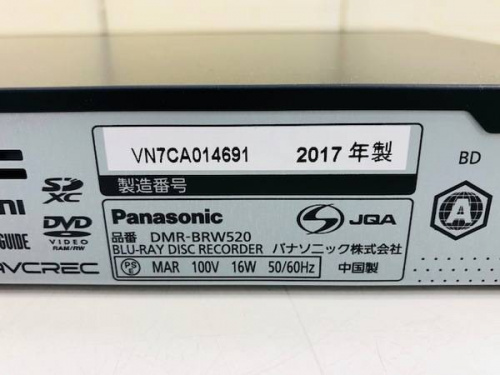 VN7CA014691 2017 年製
製造番号
BD
SD
XC
mi
DVD
VIDEO
RAM/RW
GUIDE
AVCREC
Panasonic
S JQA
品番 DMR-BRW520
BLU-RAY DISC RECORDER パナソニック株式会社
PS E MAR 100V 16W 50/60Hz 中国製
A